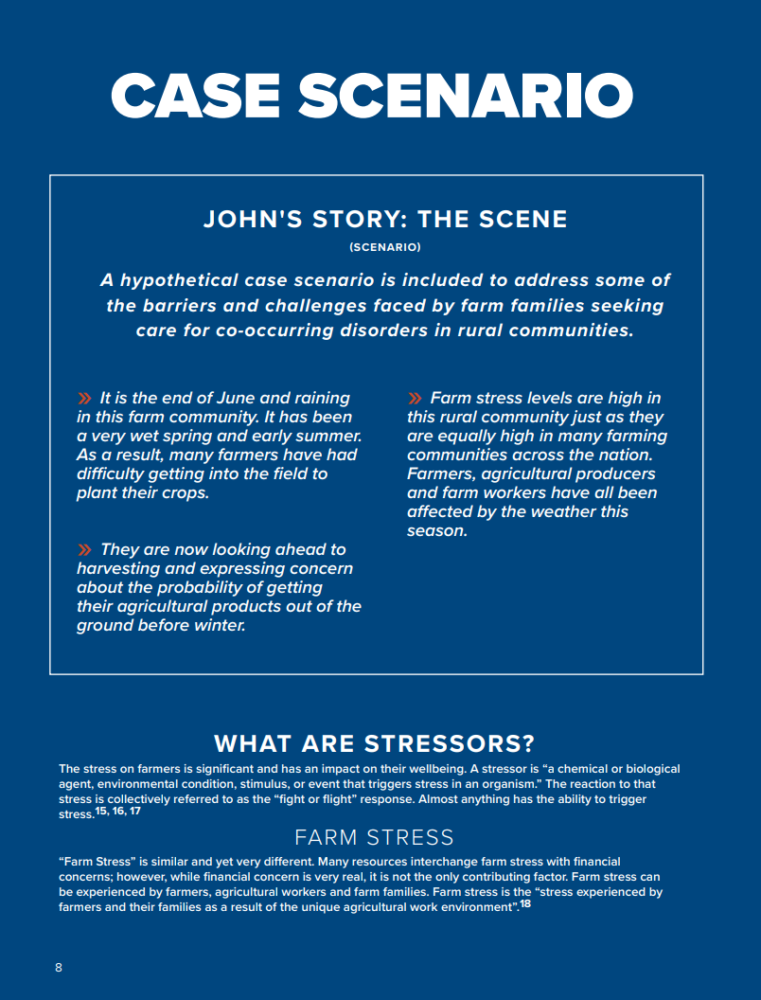 CASE SCENARIO
JOHN'S STORY: THE SCENE
(SCENARIO)
A hypothetical case scenario is included to address some of
the barriers and challenges faced by farm families seeking
care for co-occurring disorders in rural communities.
» It is the end of June and raining
in this farm community. It has been
a very wet spring and early summer.
As a result, many farmers have had
difficulty getting into the field to
plant their crops.
» They are now looking ahead to
harvesting and expressing concern
about the probability of getting
their agricultural products out of the
ground before winter.
» Farm stress levels are high in
this rural community just as they
are equally high in many farming
communities across the nation.
Farmers, agricultural producers
and farm workers have all been
affected by the weather this
season.
WHAT ARE STRESSORS?
The stress on farmers is significant and has an impact on their wellbeing. A stressor is “a chemical or biological
agent, environmental condition, stimulus, or event that triggers stress in an organism.” The reaction to that
stress is collectively referred to as the “fight or flight” response. Almost anything has the ability to trigger
stress.15, 16, 17
FARM STRESS
“Farm Stress” is similar and yet very different. Many resources interchange farm stress with financial
concerns; however, while financial concern is very real, it is not the only contributing factor. Farm stress can
be experienced by farmers, agricultural workers and farm families. Farm stress is the “stress experienced by
farmers and their families as a result of the unique agricultural work environment”.18
8